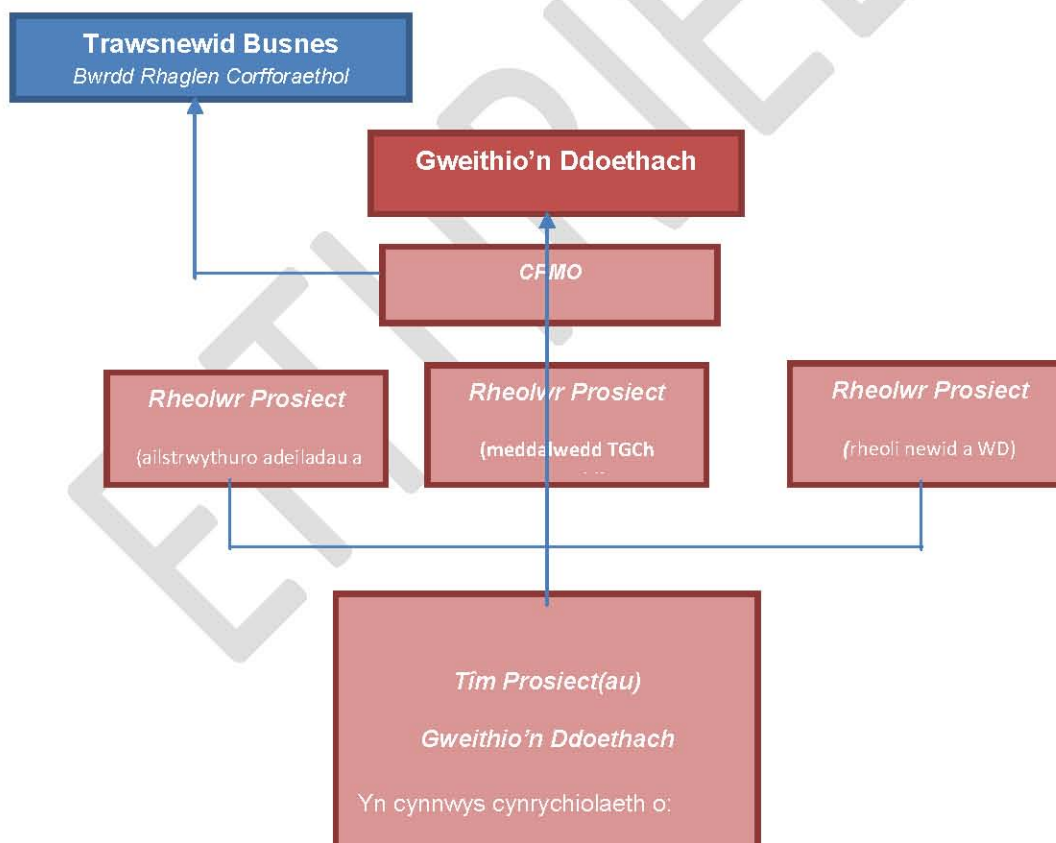 Trawsnewid Busnes
Bwrdd Rhaglen Corfforaethol
Gweithio’n Ddoethach
CPMO
Rheolwr Prosiect
(ailstrwythuro adeiladau a
Rheolwr Prosiect
(meddalwedd TGCh
Rheolwr Prosiect
(rheoli newid a WD)
Tîm Prosiect(au)
Gweithio’n Ddoethach
Yn cynnwys cynrychiolaeth o: